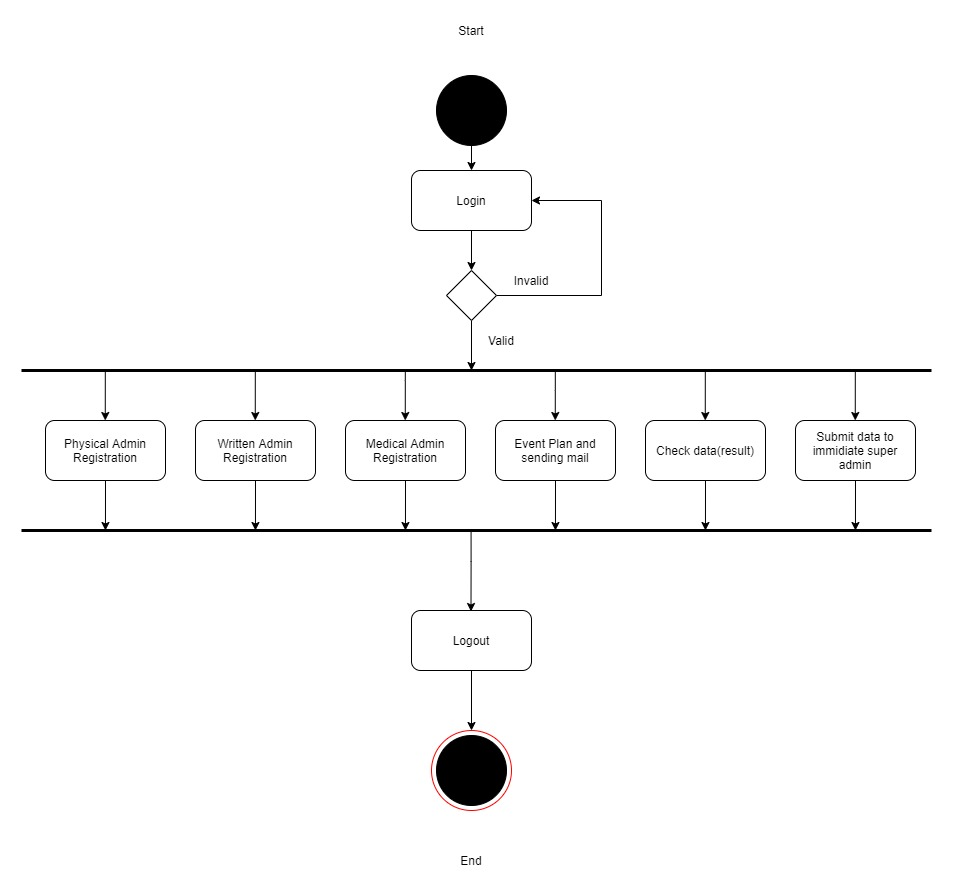 Start
Login
Invalid
Valid
Physical Admin
Registration
Written Admin
Registration
Medical Admin
Registration
Event Plan and
sending mail
Check data(result)
Submit data to
immidiate super
admin
Logout
End